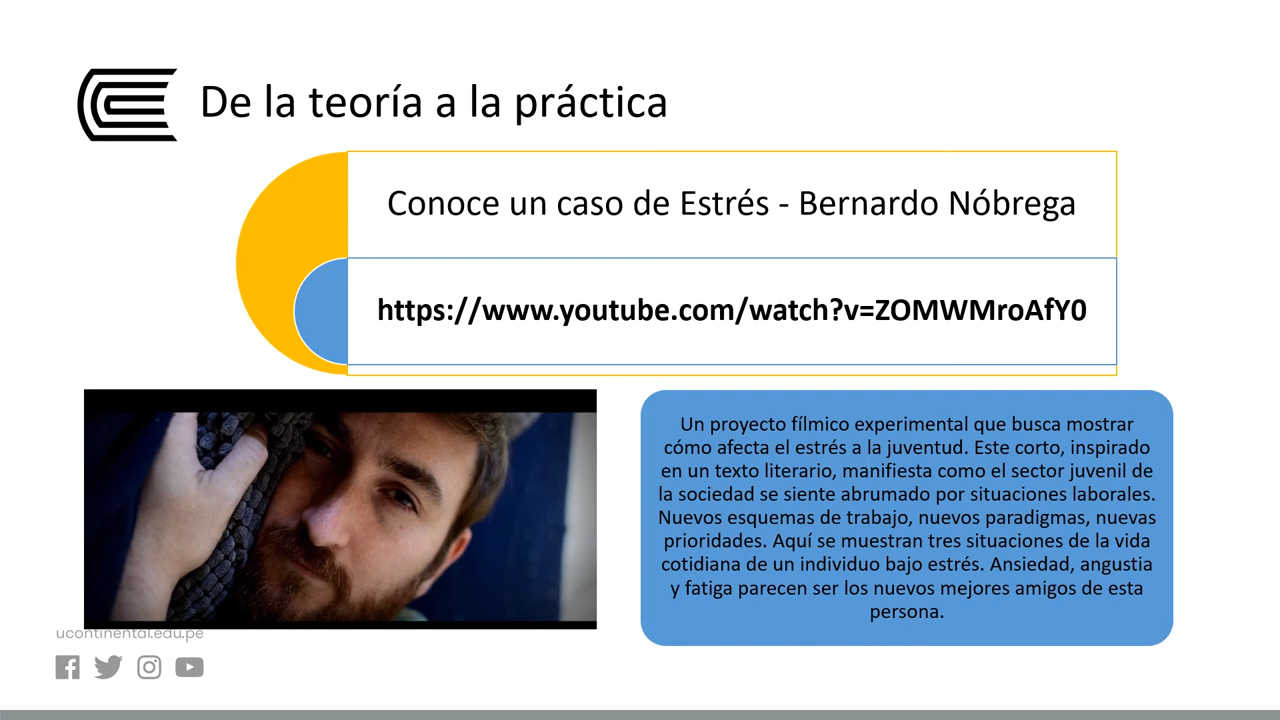 De la teoría a la práctica
Conoce un caso de Estrés - Bernardo Nóbrega
https://www.youtube.com/watch?v=ZOMWMroAfY0
Un proyecto fílmico experimental que busca mostrar
cómo afecta el estrés a la juventud. Este corto, inspirado
en un texto literario, manifiesta como el sector juvenil de
la sociedad se siente abrumado por situaciones laborales.
Nuevos esquemas de trabajo, nuevos paradigmas, nuevas
prioridades. Aquí se muestran tres situaciones de la vida
cotidiana de un individuo bajo estrés. Ansiedad, angustia
y fatiga parecen ser los nuevos mejores amigos de esta
persona.
ucontinental.edu.pe